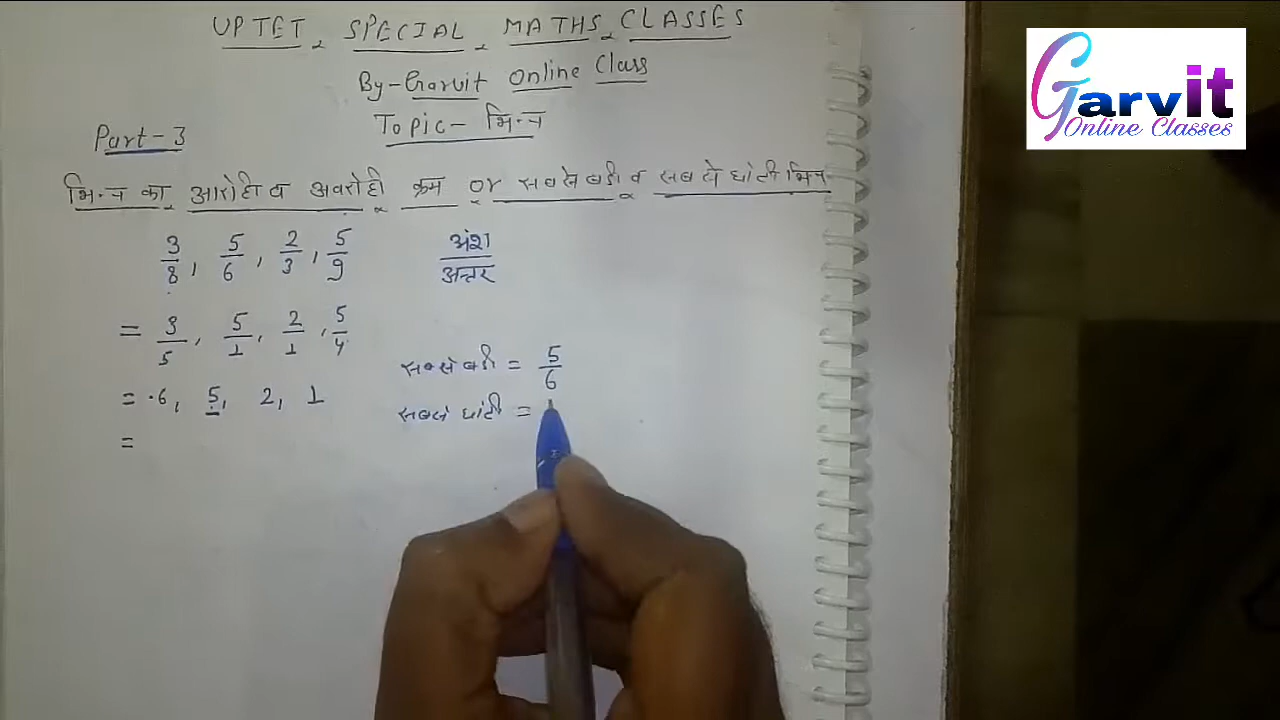 UPTET, SPECIAL, MATHS, CLASSES
By-Garvit Online Class
Topic- भिन्न
Part-3
भिन्न का, आरोही व अवरोही, क्रम or सबसे बडी व सबसे छोटी भिन्न
3/8, 5/6, 2/3, 5/9
अंश/अन्तर
= 3/5, 5/1, 2/1, 5/4
= .6, 5, 2, 1
=
सबसे बडी = 5/6
सबसे छोटी =
Garvit
Online Classes